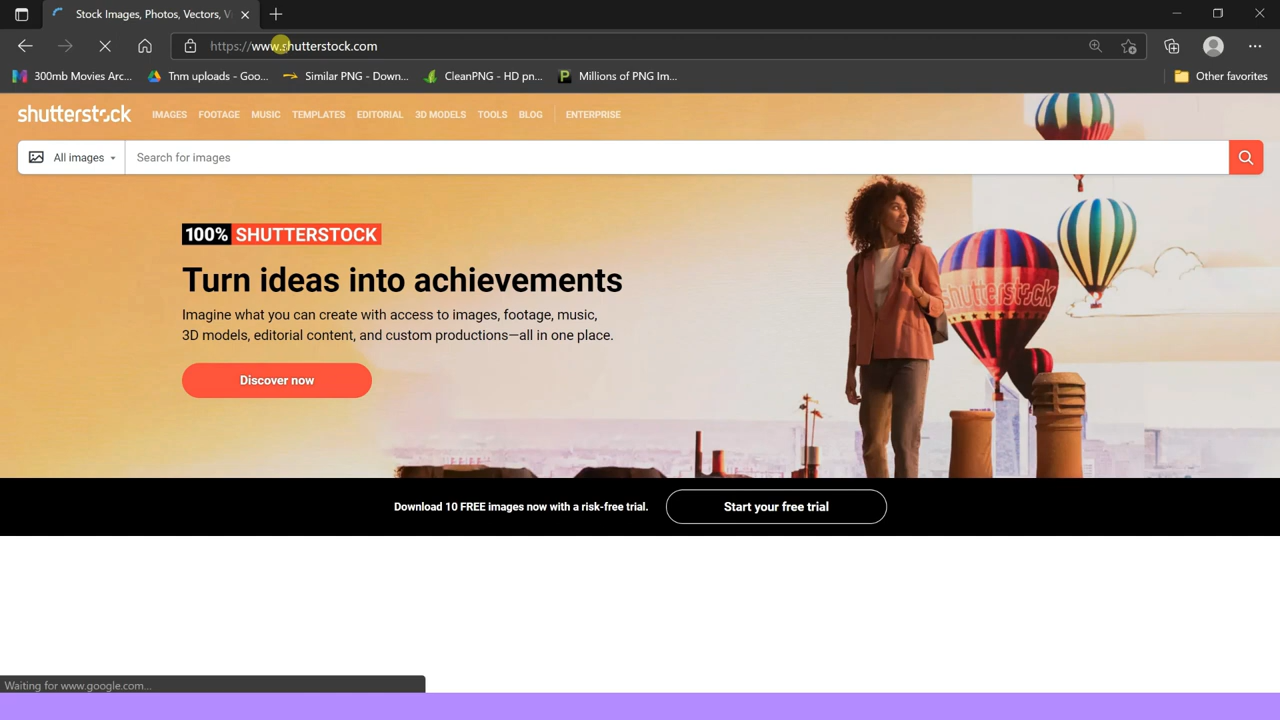 Stock Images, Photos, Vectors, V
https://www.shutterstock.com
300mb Movies Arc...
Tnm uploads - Goo...
Similar PNG - Down...
CleanPNG - HD pn...
Millions of PNG Im...
Other favorites
shutterstock
IMAGES
FOOTAGE
MUSIC
TEMPLATES
EDITORIAL
3D MODELS
TOOLS
BLOG
ENTERPRISE
All images
Search for images
100% SHUTTERSTOCK
Turn ideas into achievements
Imagine what you can create with access to images, footage, music,
3D models, editorial content, and custom productions—all in one place.
shutterstock
Discover now
Download 10 FREE images now with a risk-free trial.
Start your free trial
Waiting for www.google.com...